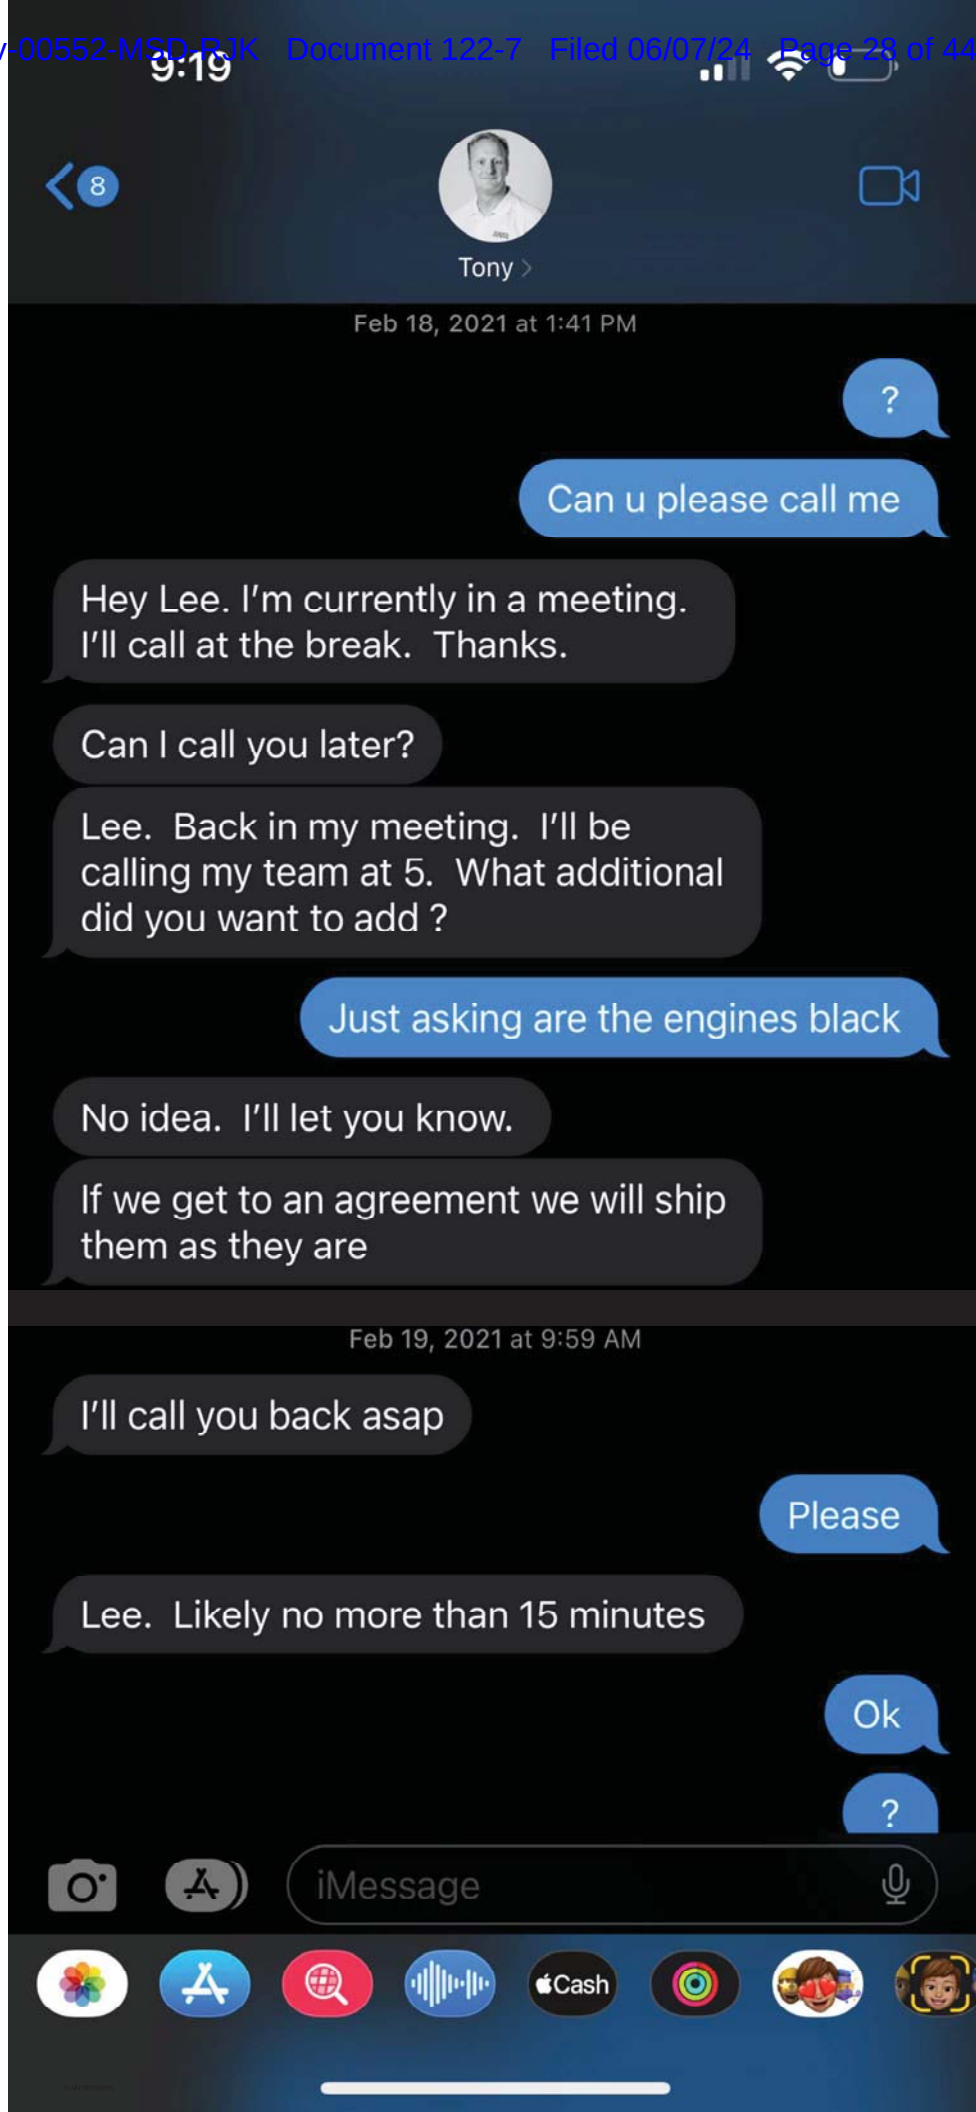 v-00552-MSD-RJK Document 122-7 Filed 06/07/24 Page 28 of 44
9:19
8
Tony
Feb 18, 2021 at 1:41 PM
?
Can u please call me
Hey Lee. I'm currently in a meeting.
I'll call at the break.  Thanks.
Can I call you later?
Lee.  Back in my meeting.  I'll be
calling my team at 5.  What additional
did you want to add ?
Just asking are the engines black
No idea.  I'll let you know.
If we get to an agreement we will ship
them as they are
Feb 19, 2021 at 9:59 AM
I'll call you back asap
Please
Lee.  Likely no more than 15 minutes
Ok
?
iMessage
Cash